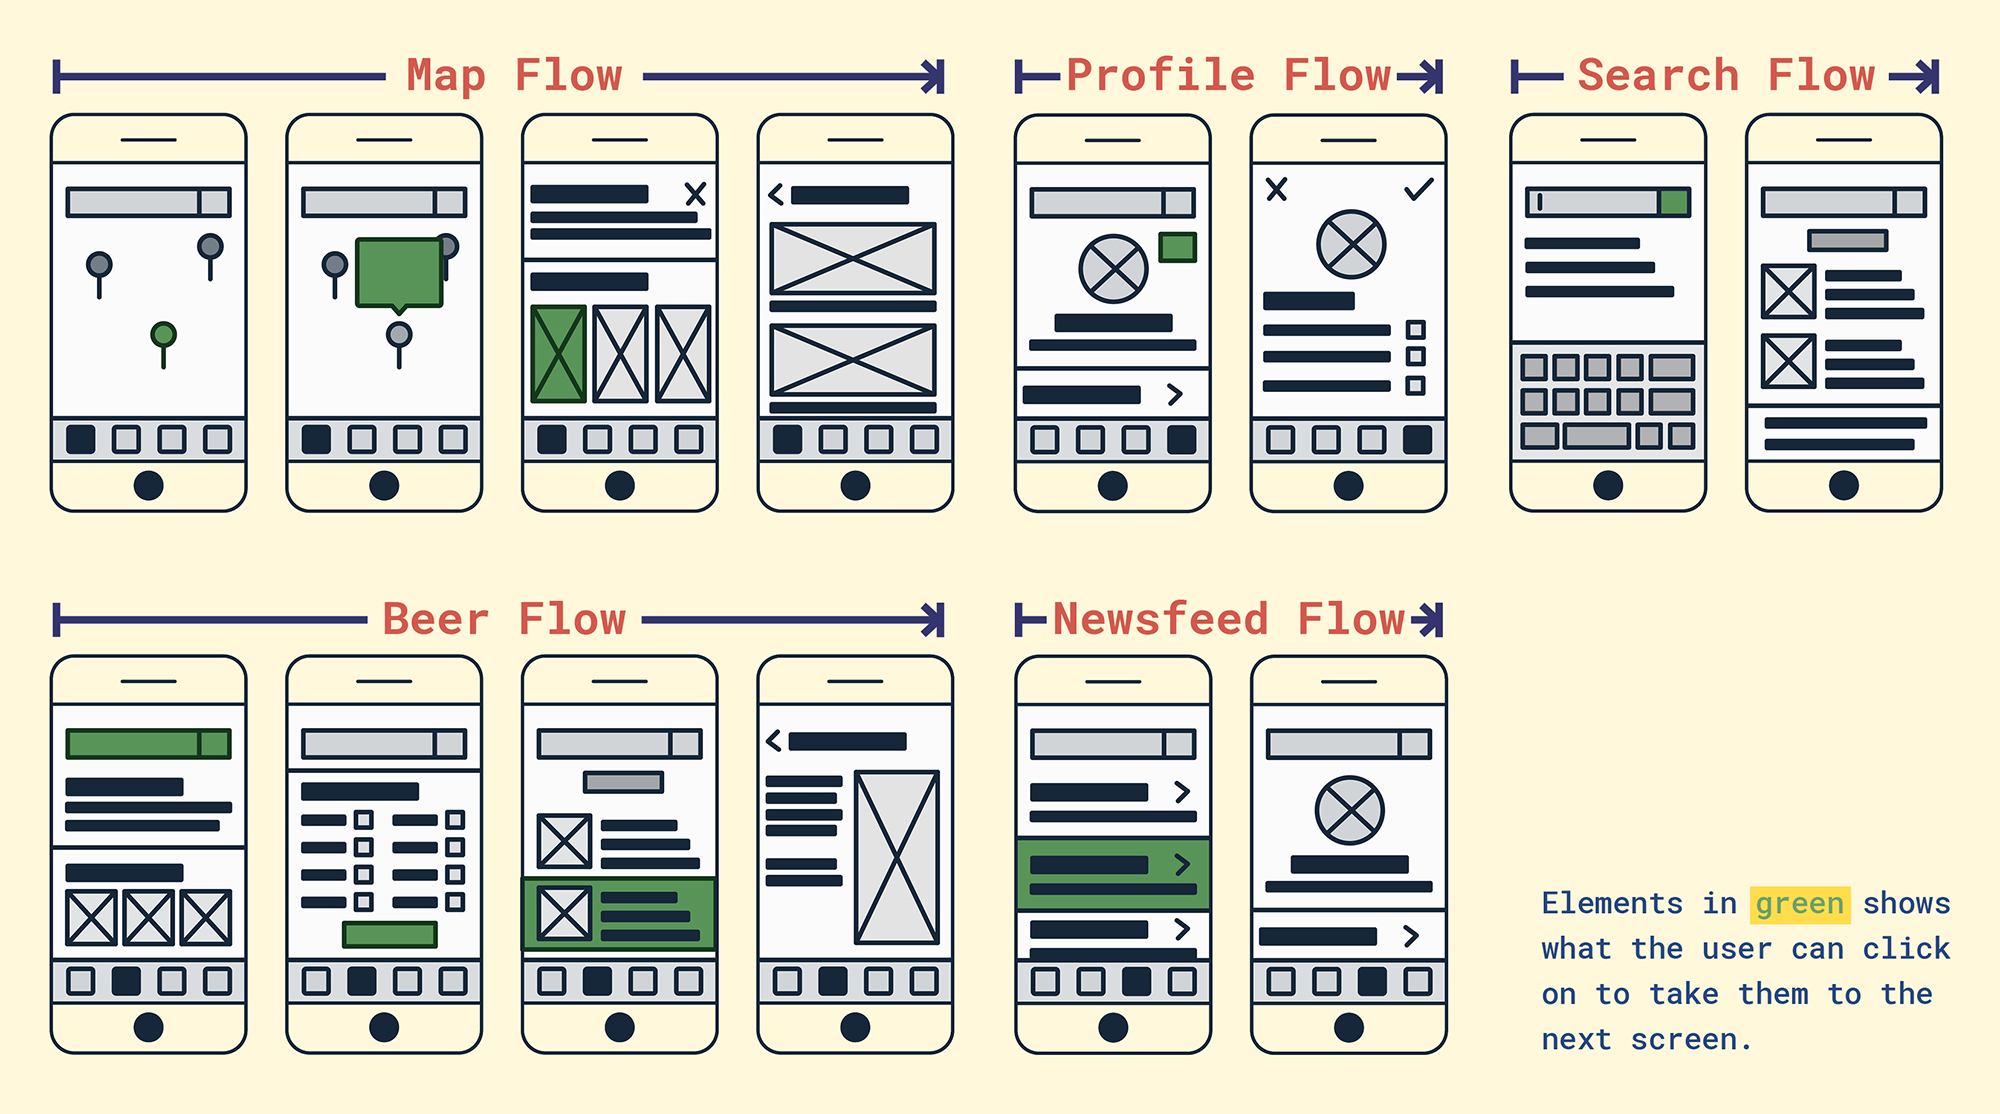 Map Flow
Profile Flow
Search Flow
Beer Flow
Newsfeed Flow
Elements in green shows
what the user can click
on to take them to the
next screen.